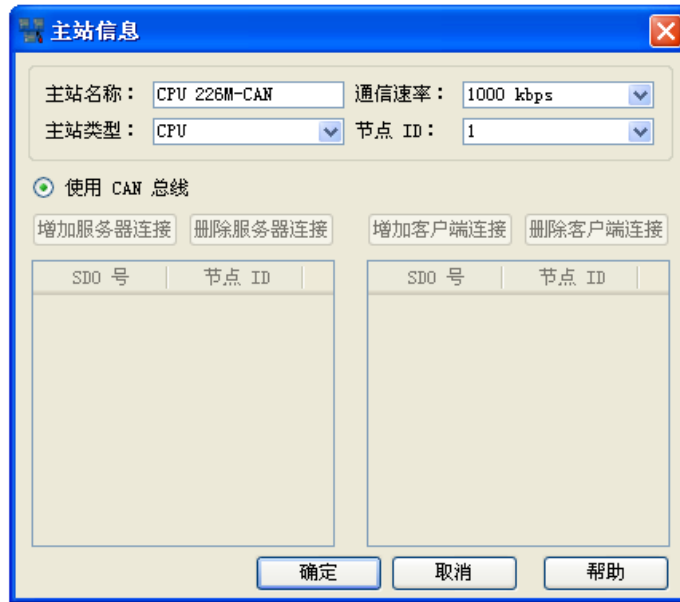 主站信息
主站名称： CPU 226M-CAN 通信速率： 1000 kbps
主站类型： CPU 节点 ID： 1
使用 CAN 总线
增加服务器连接 删除服务器连接 增加客户端连接 删除客户端连接
SDO 号 节点 ID SDO 号 节点 ID
确定 取消 帮助